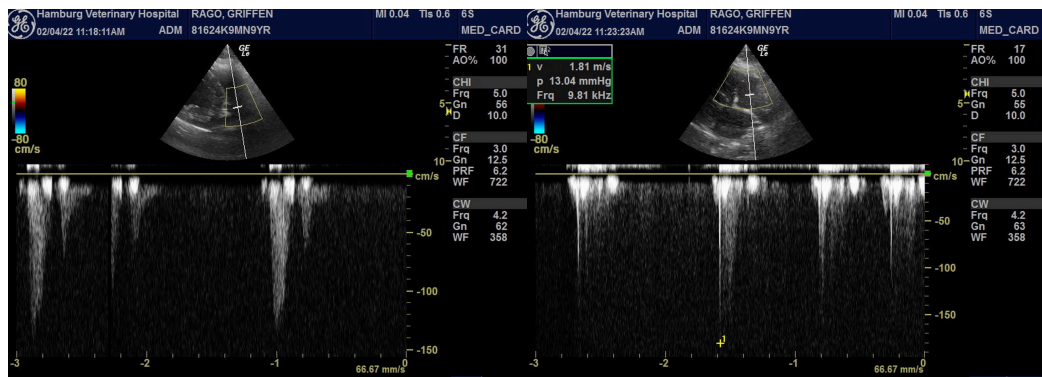 Hamburg Veterinary Hospital RAGO, GRIFFEN MI 0.04 TIs 0.6 6S
02/04/22 11:18:11AM ADM 81624K9MN9YR MED_CARD
GE
L6
FR 31
AO% 100
CHI
Frq 5.0
Gn 56
D 10.0
CF
Frq 3.0
Gn 12.5
PRF 6.2
WF 722
CW
Frq 4.2
Gn 62
WF 358
80
-80
cm/s
5
10
cm/s
-50
-100
-150
-3 -2 -1 0
66.67 mm/s
Hamburg Veterinary Hospital RAGO, GRIFFEN MI 0.04 TIs 0.6 6S
02/04/22 11:23:23AM ADM 81624K9MN9YR MED_CARD
1 v 1.81 m/s
p 13.04 mmHg
Frq 9.81 kHz
GE
L6
FR 17
AO% 100
CHI
Frq 5.0
Gn 55
D 10.0
CF
Frq 3.0
Gn 12.5
PRF 6.2
WF 722
CW
Frq 4.2
Gn 63
WF 358
-80
cm/s
5
10
cm/s
-50
-100
-150
1
-3 -2 -1 0
66.67 mm/s